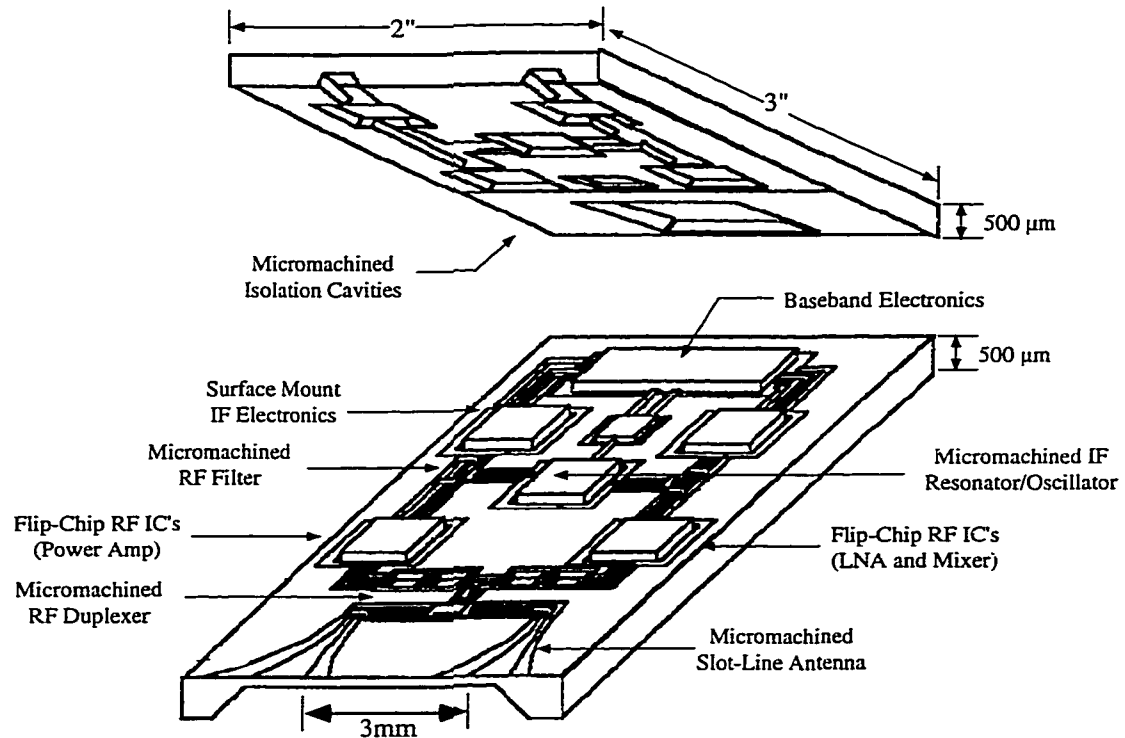 2"
3"
500 μm
Micromachined
Isolation Cavities
Baseband Electronics
500 μm
Surface Mount
IF Electronics
Micromachined
RF Filter
Micromachined IF
Resonator/Oscillator
Flip-Chip RF IC's
(Power Amp)
Flip-Chip RF IC's
(LNA and Mixer)
Micromachined
RF Duplexer
Micromachined
Slot-Line Antenna
3mm